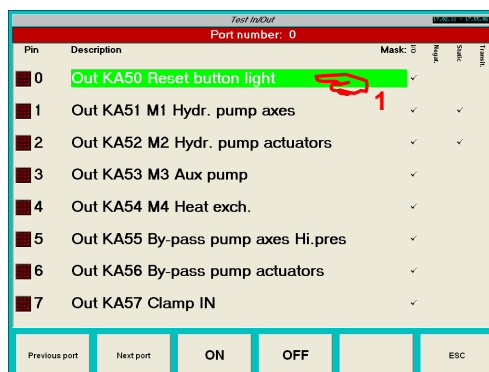 Test In/Out
Port number: 0
Pin Description Mask: I/O Negat. Static Transit.
0 Out KA50 Reset button light
1
1 Out KA51 M1 Hydr. pump axes
2 Out KA52 M2 Hydr. pump actuators
3 Out KA53 M3 Aux pump
4 Out KA54 M4 Heat exch.
5 Out KA55 By-pass pump axes Hi.pres
6 Out KA56 By-pass pump actuators
7 Out KA57 Clamp IN
Previous port Next port ON OFF ESC